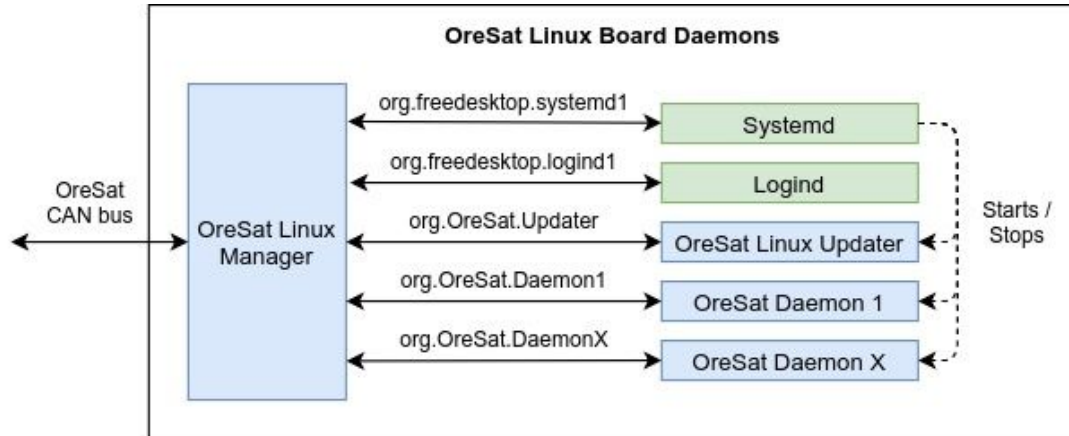 OreSat Linux Board Daemons
OreSat
CAN bus
OreSat Linux
Manager
org.freedesktop.systemd1
Systemd
org.freedesktop.logind1
Logind
org.OreSat.Updater
OreSat Linux Updater
org.OreSat.Daemon1
OreSat Daemon 1
org.OreSat.DaemonX
OreSat Daemon X
Starts /
Stops